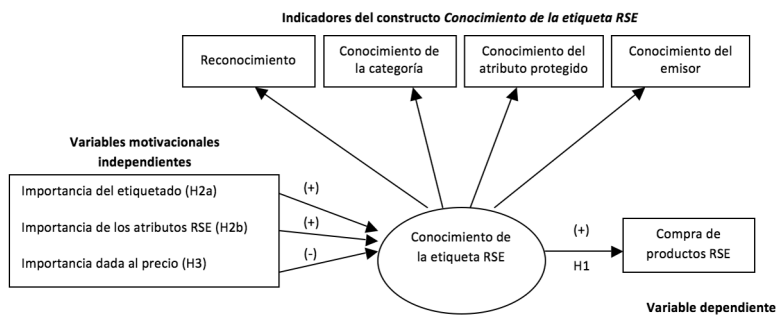 Indicadores del constructo Conocimiento de la etiqueta RSE
Reconocimiento
Conocimiento de
la categoría
Conocimiento del
atributo protegido
Conocimiento del
emisor
Variables motivacionales
independientes
Importancia del etiquetado (H2a)
Importancia de los atributos RSE (H2b)
Importancia dada al precio (H3)
(+)
(+)
(-)
Conocimiento de
la etiqueta RSE
(+)
H1
Compra de
productos RSE
Variable dependiente